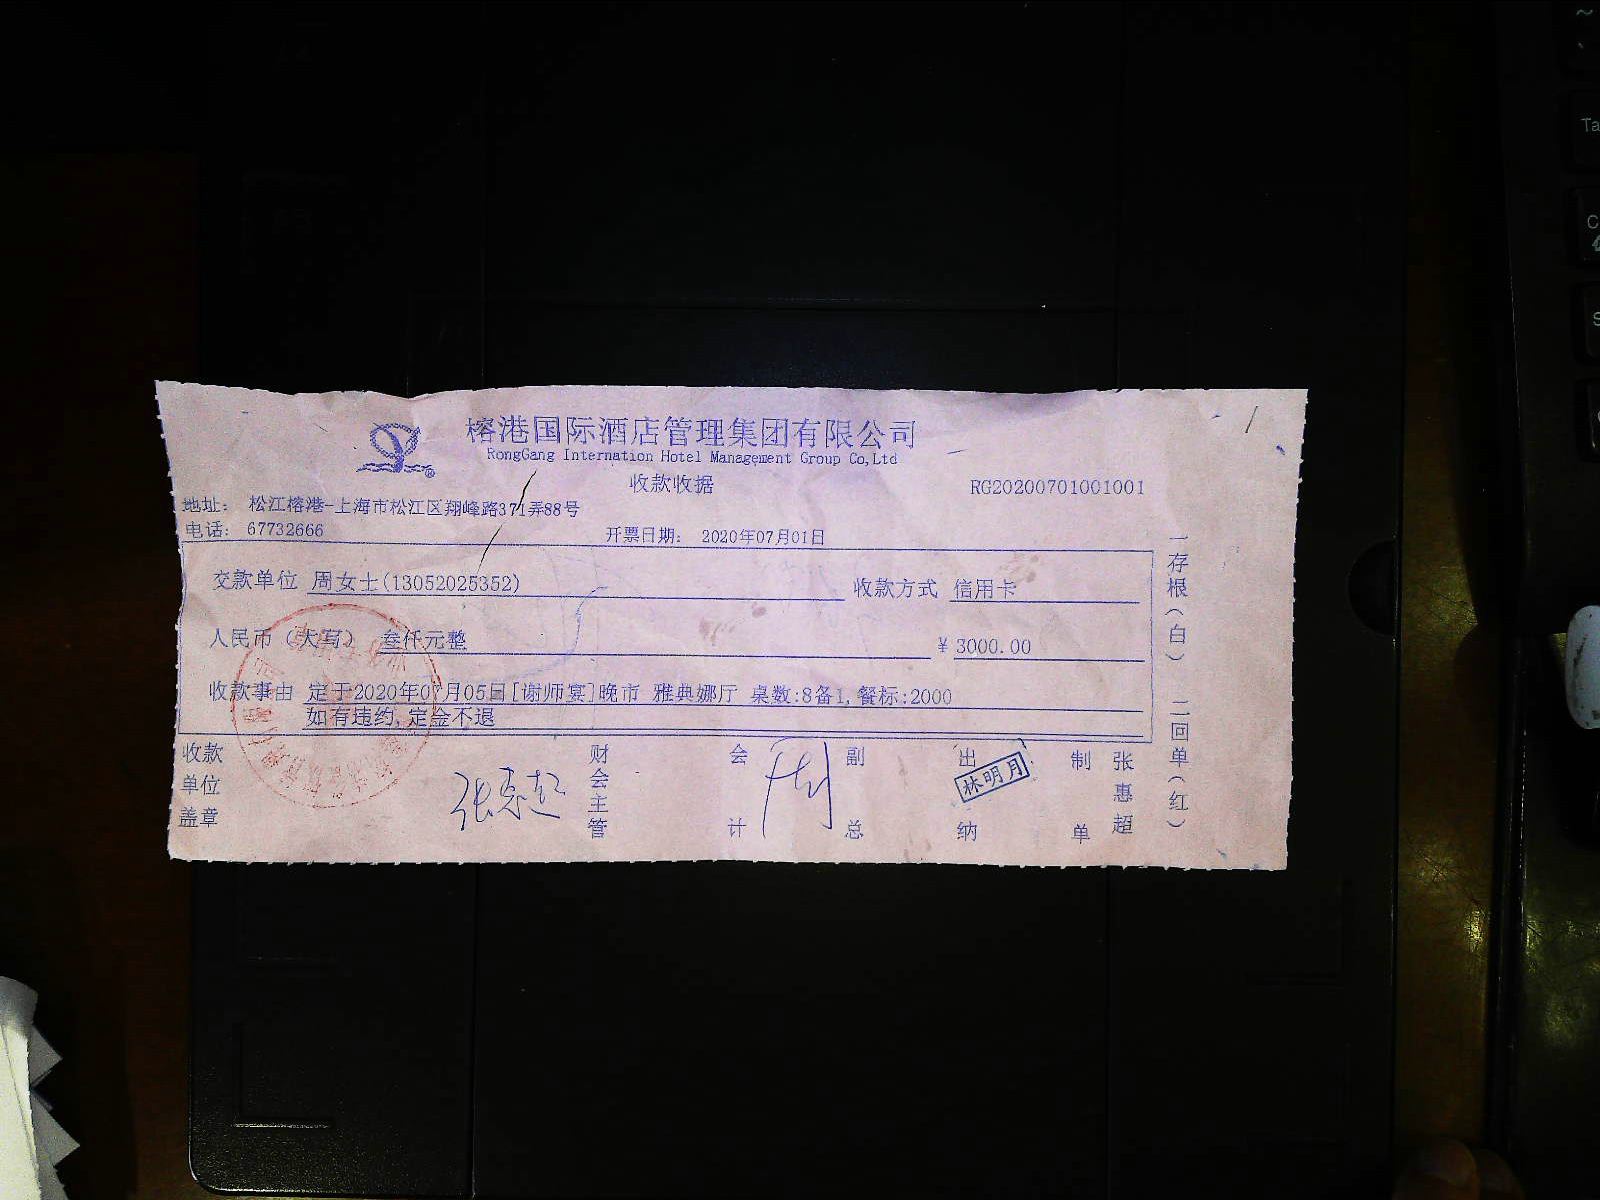 榕港国际酒店管理集团有限公司
RongGang Internation Hotel Management Group Co,Ltd
收款收据
RG20200701001001
地址： 松江榕港-上海市松江区翔峰路371弄88号
电话： 67732666
开票日期： 2020年07月01日
交款单位 周女士(13052025352) 收款方式 信用卡
人民币（大写） 叁仟元整 ¥ 3000.00
收款事由 定于2020年07月05日[谢师宴]晚市 雅典娜厅 桌数:8备1,餐标:2000
如有违约,定金不退
收款单位盖章
财会主管
会计
副总
出纳
林明月
制单
张惠超
一存根（白） 二回单（红）
Ta